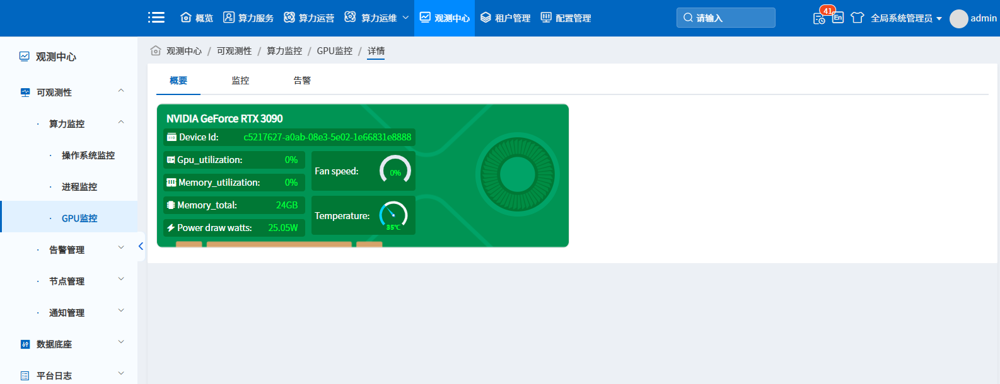 概览 算力服务 算力运营 算力运维 观测中心 租户管理 配置管理 请输入 41 En 全局系统管理员 admin
观测中心 / 可观测性 / 算力监控 / GPU监控 / 详情
观测中心
可观测性
· 算力监控
· 操作系统监控
· 进程监控
· GPU监控
· 告警管理
· 节点管理
· 通知管理
数据底座
平台日志
概要 监控 告警
NVIDIA GeForce RTX 3090
Device Id: c5217627-a0ab-08e3-5e02-1e66831e8888
Gpu_utilization: 0%
Memory_utilization: 0%
Memory_total: 24GB
Power draw watts: 25.05W
Fan speed: 0%
Temperature: 35℃